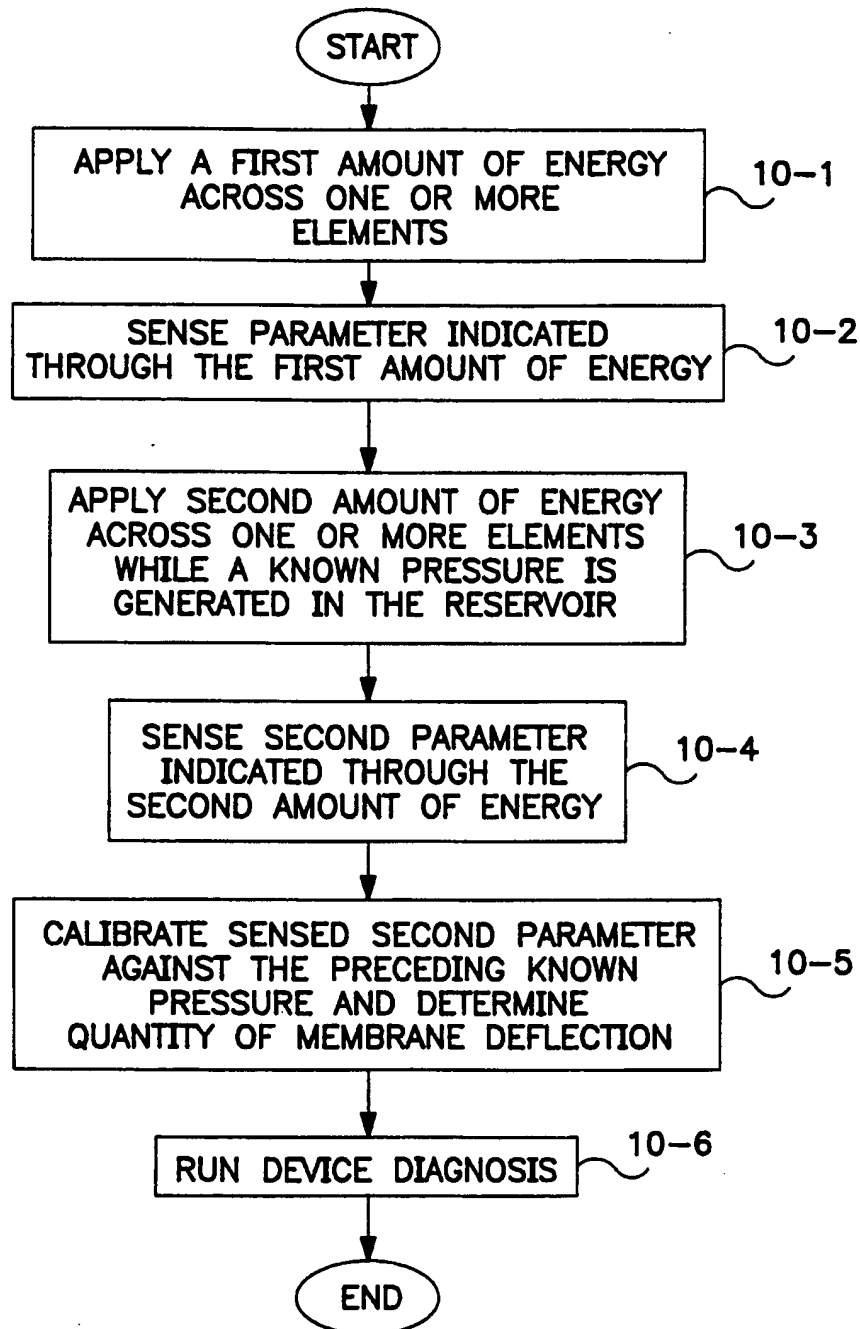 START
APPLY A FIRST AMOUNT OF ENERGY
ACROSS ONE OR MORE
ELEMENTS
10-1
SENSE PARAMETER INDICATED
THROUGH THE FIRST AMOUNT OF ENERGY
10-2
APPLY SECOND AMOUNT OF ENERGY
ACROSS ONE OR MORE ELEMENTS
WHILE A KNOWN PRESSURE IS
GENERATED IN THE RESERVOIR
10-3
SENSE SECOND PARAMETER
INDICATED THROUGH THE
SECOND AMOUNT OF ENERGY
10-4
CALIBRATE SENSED SECOND PARAMETER
AGAINST THE PRECEDING KNOWN
PRESSURE AND DETERMINE
QUANTITY OF MEMBRANE DEFLECTION
10-5
RUN DEVICE DIAGNOSIS
10-6
END